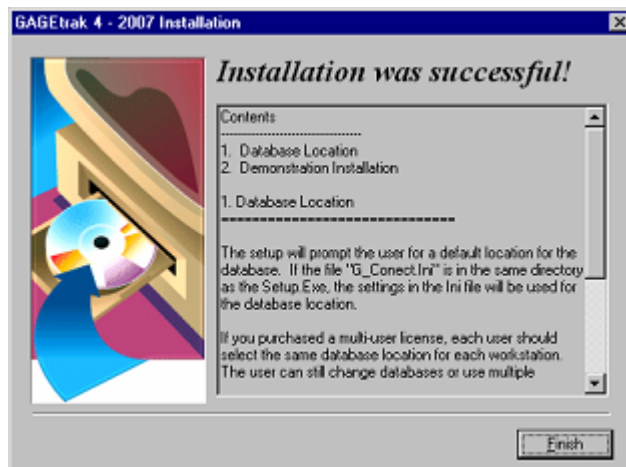 GAGEtrak 4 - 2007 Installation
Installation was successful!
Contents
--------------------------------
1.  Database Location
2.  Demonstration Installation
1. Database Location
==============================
The setup will prompt the user for a default location for the
database.  If the file "G_Conect.Ini" is in the same directory
as the Setup.Exe, the settings in the Ini file will be used for
the database location.
If you purchased a multi-user license, each user should
select the same database location for each workstation.
The user can still change databases or use multiple
Finish